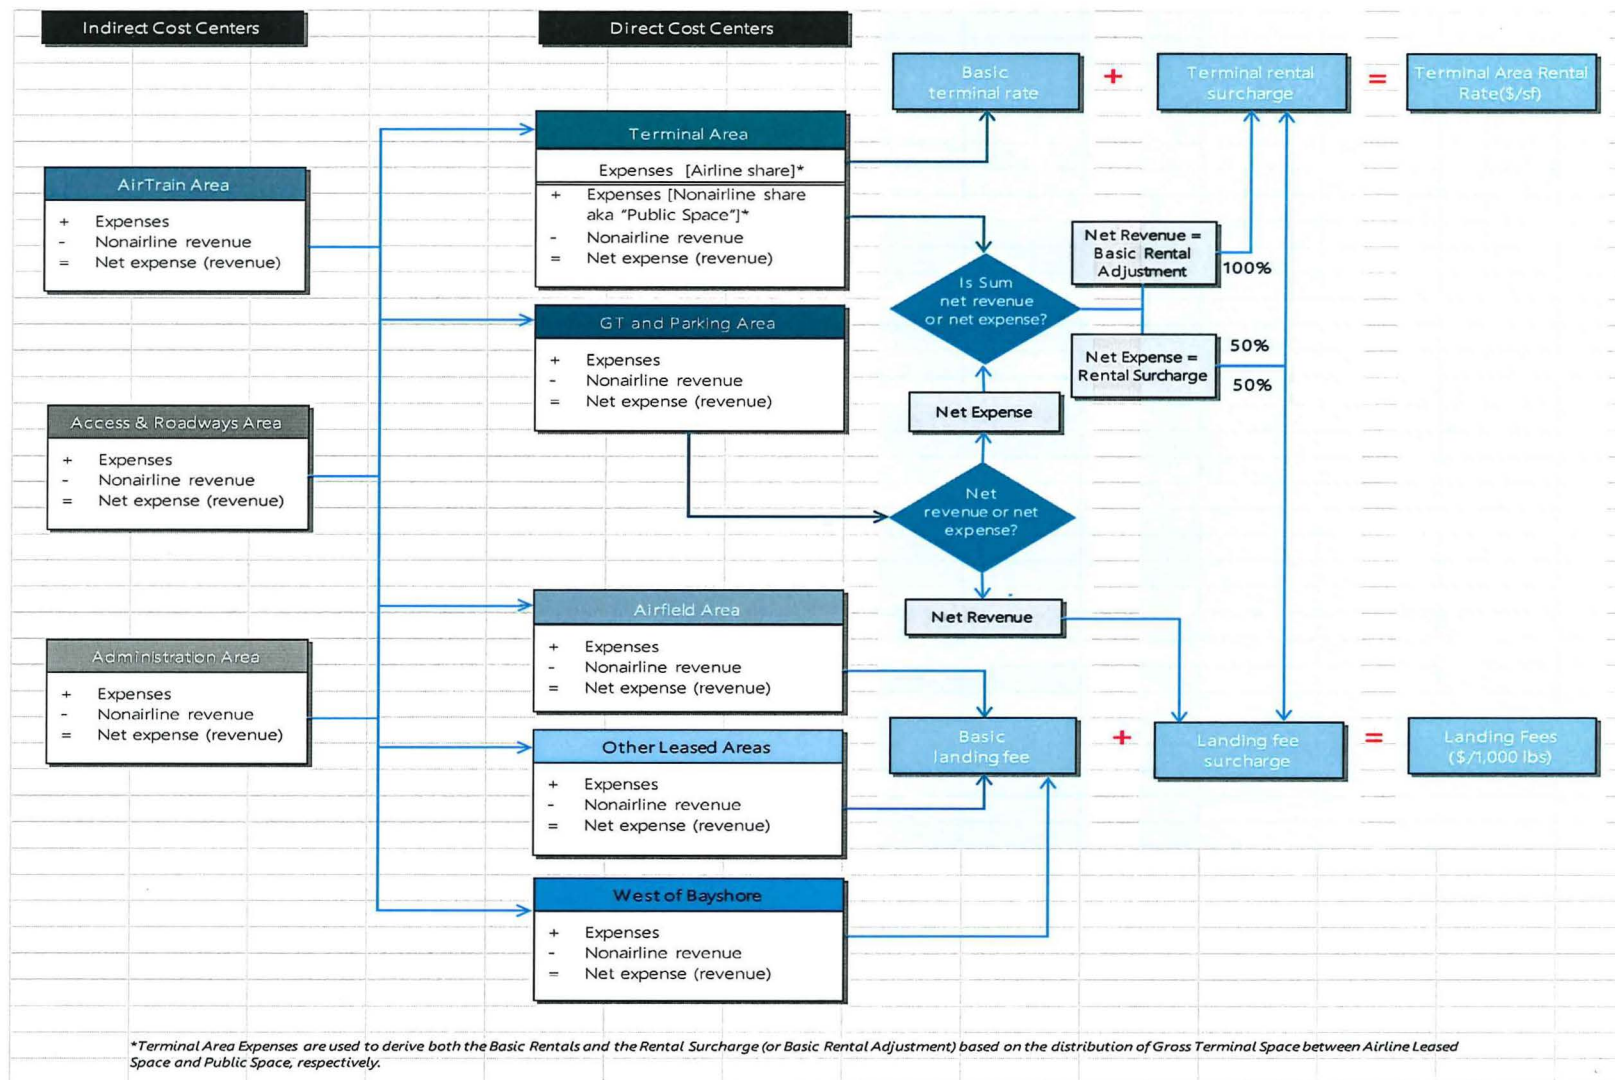 Indirect Cost Centers
Direct Cost Centers
Basic
terminal rate
+
Terminal rental
surcharge
=
Terminal Area Rental
Rate($/sf)
AirTrain Area
+ Expenses
- Nonairline revenue
= Net expense (revenue)
Access & Roadways Area
+ Expenses
- Nonairline revenue
= Net expense (revenue)
Administration Area
+ Expenses
- Nonairline revenue
= Net expense (revenue)
Terminal Area
Expenses [Airline share]*
+ Expenses [Nonairline share
aka "Public Space"]*
- Nonairline revenue
= Net expense (revenue)
GT and Parking Area
+ Expenses
- Nonairline revenue
= Net expense (revenue)
Airfield Area
+ Expenses
- Nonairline revenue
= Net expense (revenue)
Other Leased Areas
+ Expenses
- Nonairline revenue
= Net expense (revenue)
West of Bayshore
+ Expenses
- Nonairline revenue
= Net expense (revenue)
Is Sum
net revenue
or net expense?
Net Revenue =
Basic Rental
Adjustment
100%
Net Expense =
Rental Surcharge
50%
50%
Net Expense
Net
revenue or net
expense?
Net Revenue
Basic
landing fee
+
Landing fee
surcharge
=
Landing Fees
($/1,000 lbs)
*Terminal Area Expenses are used to derive both the Basic Rentals and the Rental Surcharge (or Basic Rental Adjustment) based on the distribution of Gross Terminal Space between Airline Leased
Space and Public Space, respectively.